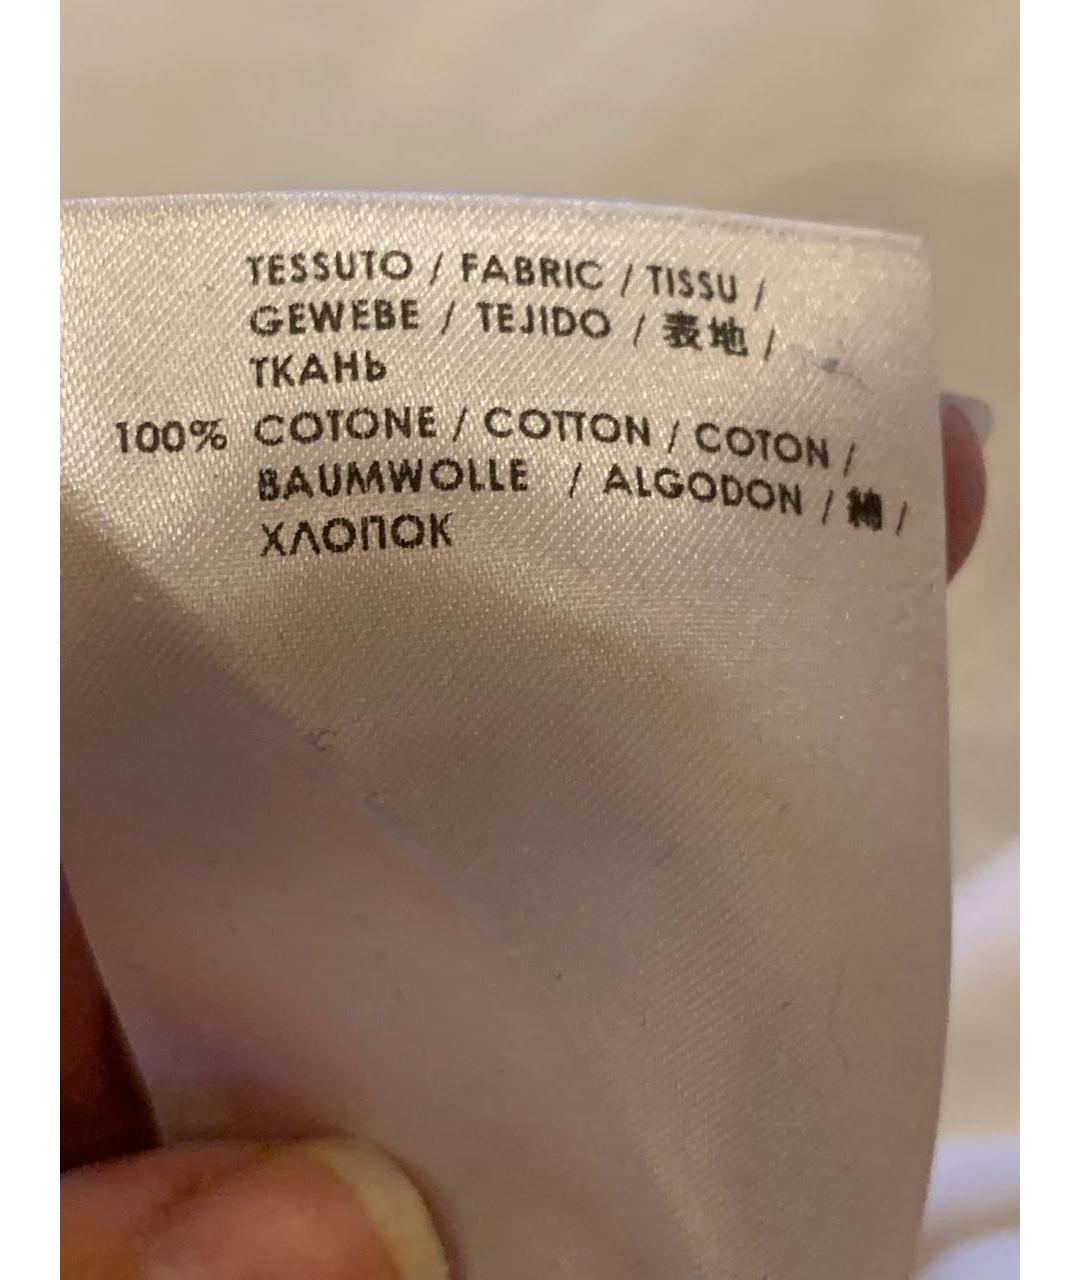 TESSUTO / FABRIC / TISSU /
GEWEBE / TEJIDO / 表地 /
ТКАНЬ
100% COTONE / COTTON / COTON /
BAUMWOLLE / ALGODON / 綿 /
ХЛОПОК